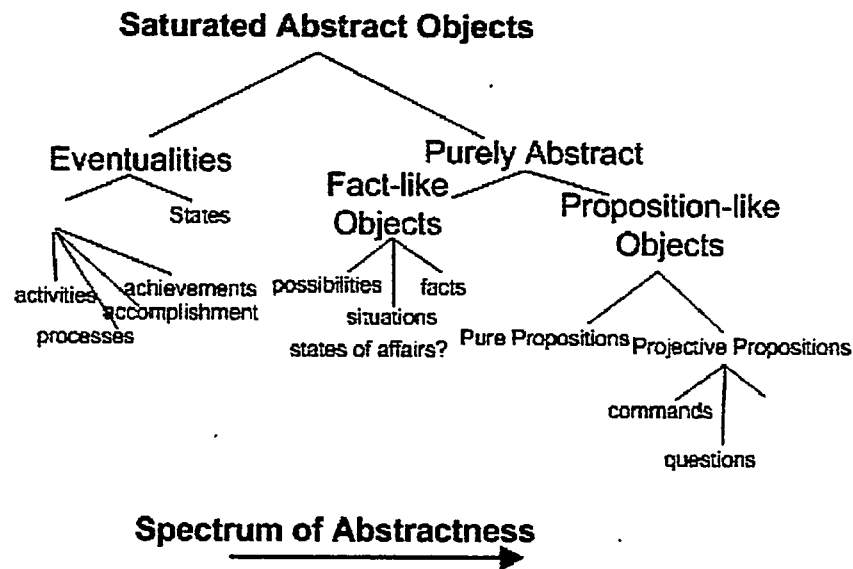 Saturated Abstract Objects
Eventualities
Purely Abstract
States
Fact-like
Objects
Proposition-like
Objects
activities
achievements
accomplishment
processes
possibilities
facts
situations
states of affairs?
Pure Propositions
Projective Propositions
commands
questions
Spectrum of Abstractness